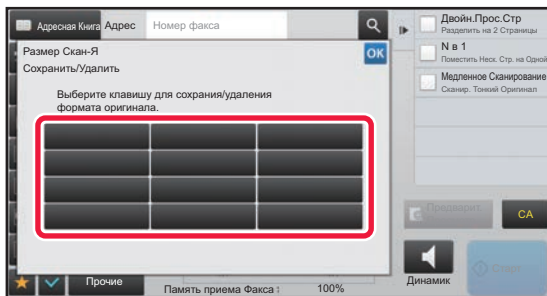 Адресная Книга
Адрес
Номер факса
Размер Скан-Я
OK
Сохранить/Удалить
Выберите клавишу для сохрания/удаления
формата оригинала.
Двойн.Прос.Стр
Разделить на 2 Страницы
N в 1
Поместить Неск. Стр. на Одной
Медленное Сканирование
Сканир. Тонкий Оригинал
Предварит.
CA
Прочие
Память приема Факса :
100%
Динамик
Старт